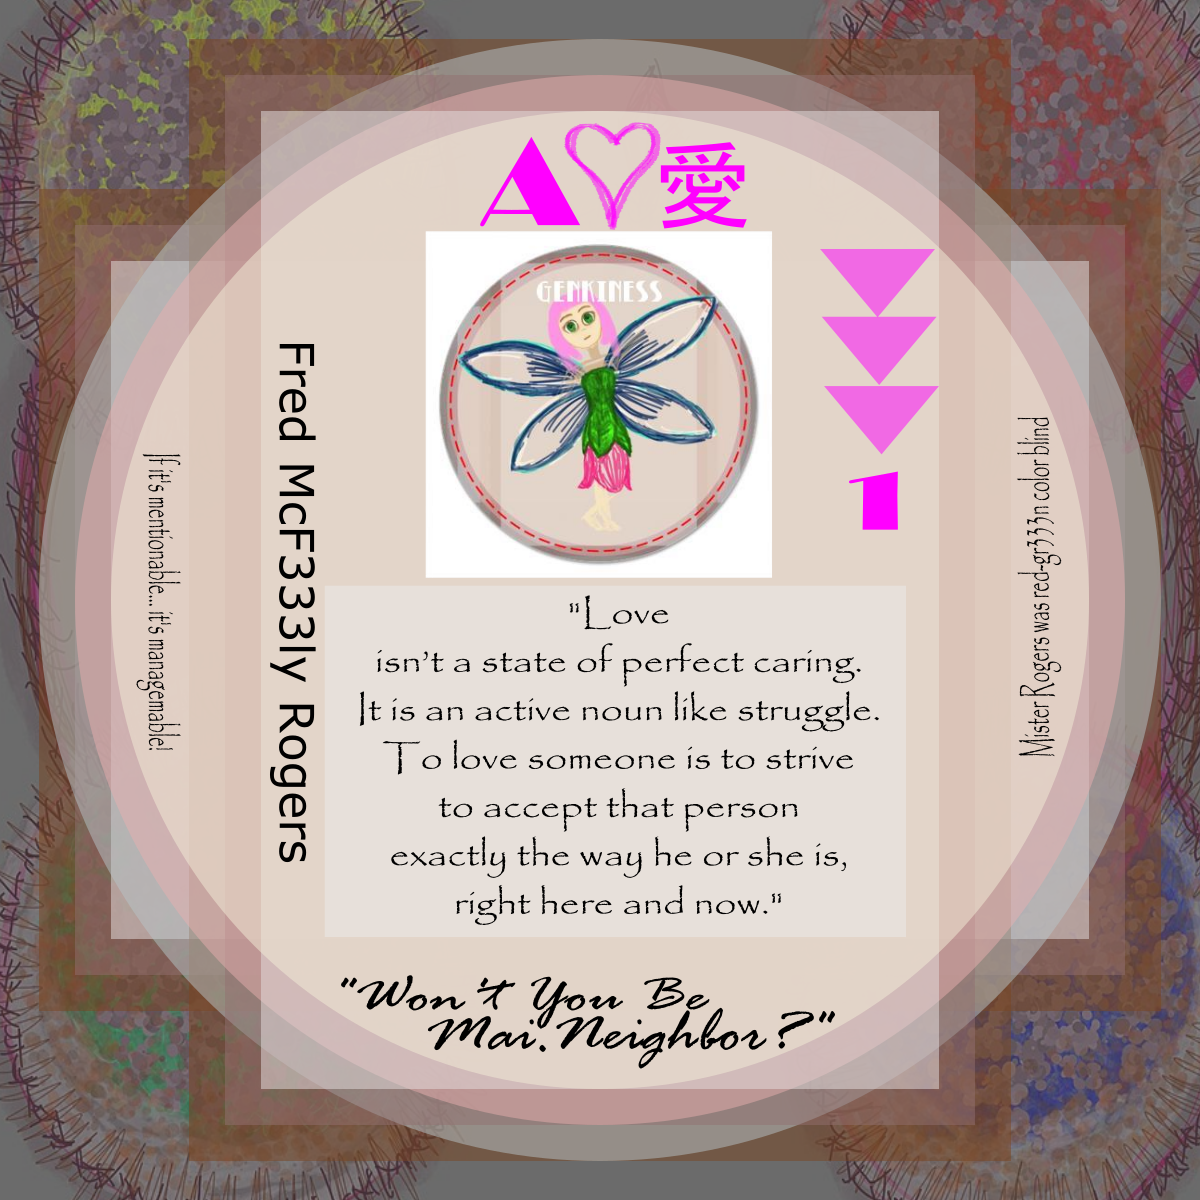 A愛
GENKINESS
1
Fred McF333ly Rogers
If it's mentionable... it's managemable!
Mister Rogers was red-gr333n color blind
"Love
isn't a state of perfect caring.
It is an active noun like struggle.
To love someone is to strive
to accept that person
exactly the way he or she is,
right here and now."
"Won't You Be
Mai.Neighbor?"